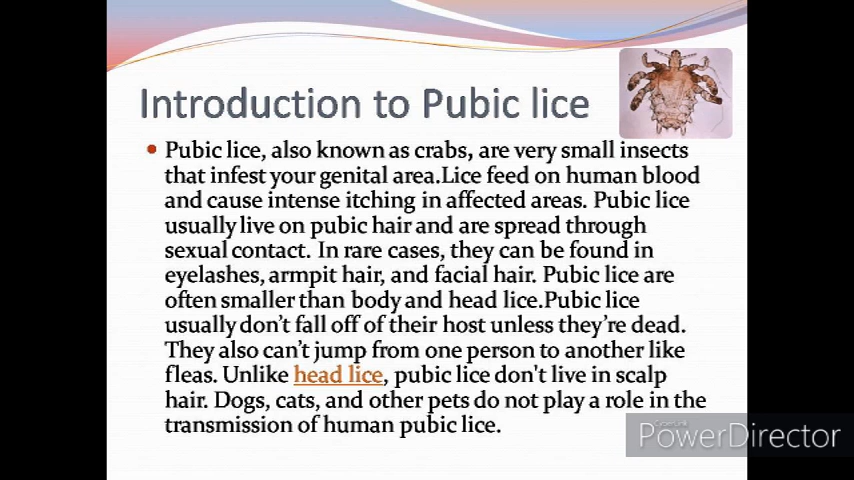 Introduction to Pubic lice
• Pubic lice, also known as crabs, are very small insects
that infest your genital area.Lice feed on human blood
and cause intense itching in affected areas. Pubic lice
usually live on pubic hair and are spread through
sexual contact. In rare cases, they can be found in
eyelashes, armpit hair, and facial hair. Pubic lice are
often smaller than body and head lice.Pubic lice
usually don't fall off of their host unless they're dead.
They also can't jump from one person to another like
fleas. Unlike head lice, pubic lice don't live in scalp
hair. Dogs, cats, and other pets do not play a role in the
transmission of human pubic lice.
CyberLink
PowerDirector